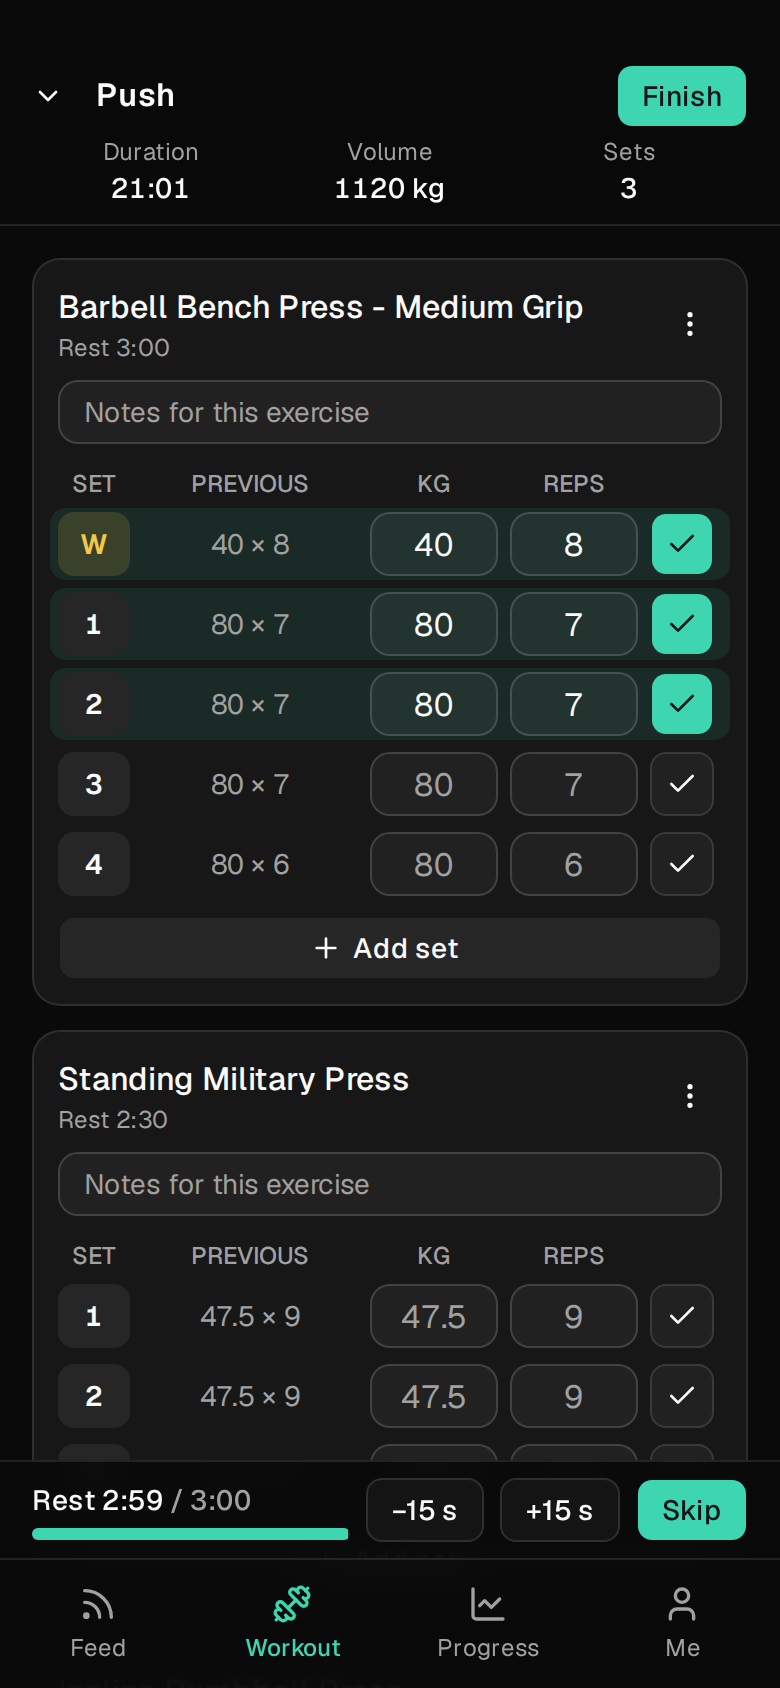 Push
Finish
Duration Volume Sets
21:01 1120 kg 3
Barbell Bench Press - Medium Grip
Rest 3:00
Notes for this exercise
SET PREVIOUS KG REPS
W 40 × 8 40 8
1 80 × 7 80 7
2 80 × 7 80 7
3 80 × 7 80 7
4 80 × 6 80 6
+ Add set
Standing Military Press
Rest 2:30
Notes for this exercise
SET PREVIOUS KG REPS
1 47.5 × 9 47.5 9
2 47.5 × 9 47.5 9
Rest 2:59 / 3:00 −15 s +15 s Skip
Feed Workout Progress Me